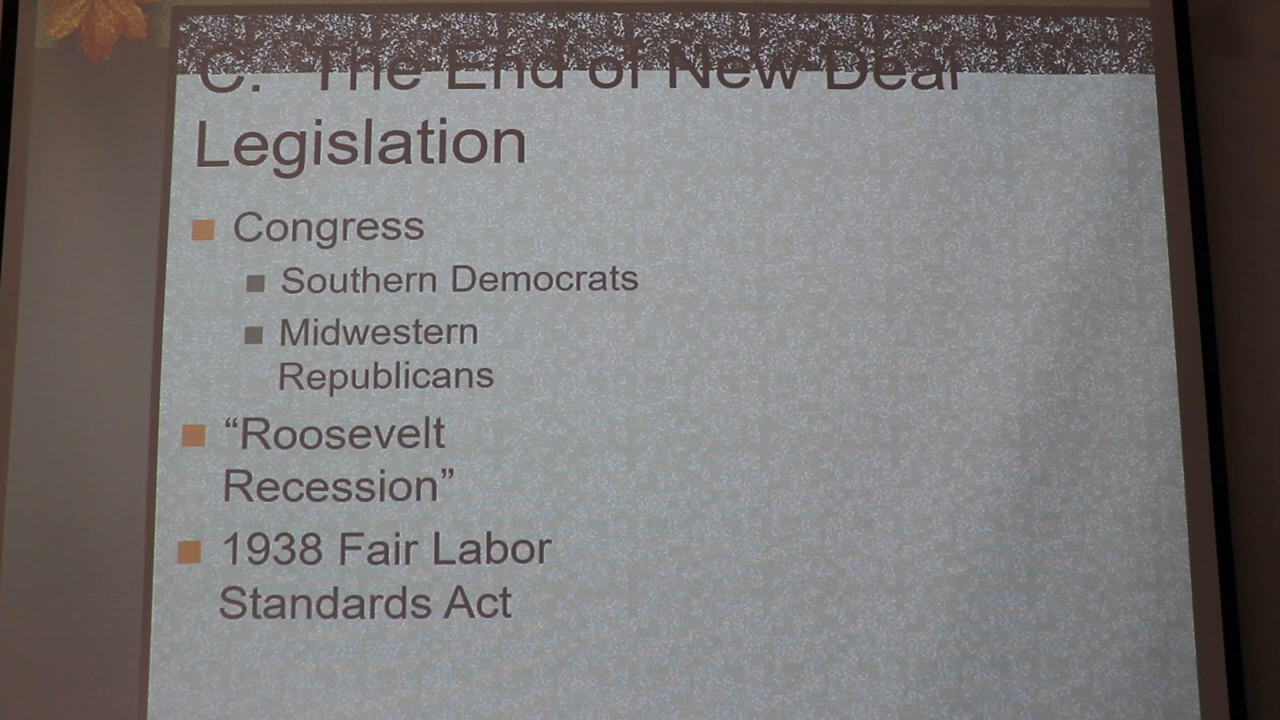 C. The End of New Deal
Legislation
Congress
Southern Democrats
Midwestern
Republicans
“Roosevelt
Recession”
1938 Fair Labor
Standards Act